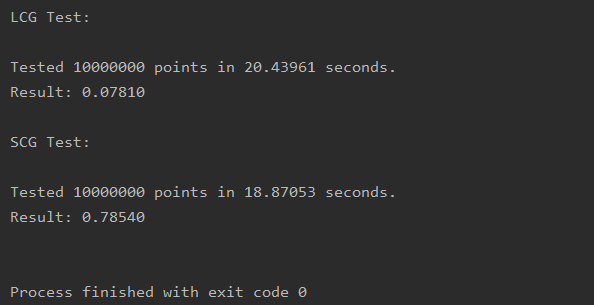 LCG Test:
Tested 10000000 points in 20.43961 seconds.
Result: 0.07810
SCG Test:
Tested 10000000 points in 18.87053 seconds.
Result: 0.78540
Process finished with exit code 0